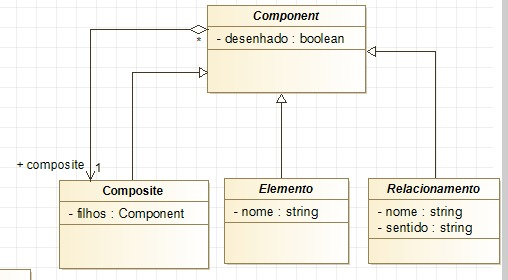 Component
- desenhado : boolean
*
+ composite
1
Composite
- filhos : Component
Elemento
- nome : string
Relacionamento
- nome : string
- sentido : string